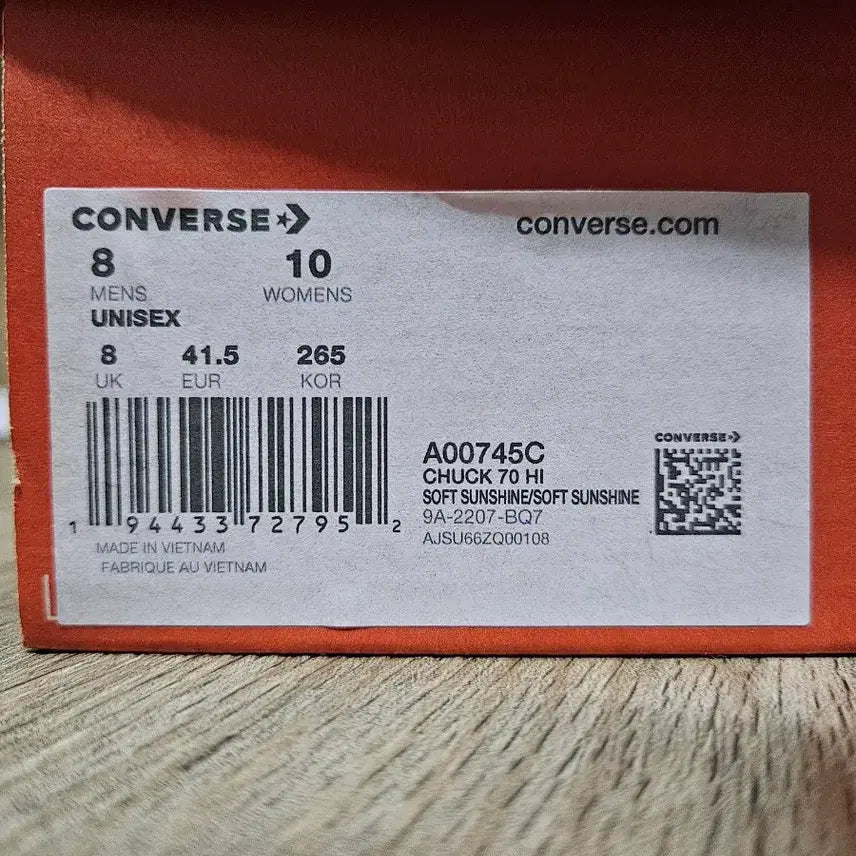 CONVERSE
converse.com
8 10
MENS WOMENS
UNISEX
8 41.5 265
UK EUR KOR
1 94433 72795 2
MADE IN VIETNAM
FABRIQUE AU VIETNAM
A00745C
CHUCK 70 HI
SOFT SUNSHINE/SOFT SUNSHINE
9A-2207-BQ7
AJSU66ZQ00108
CONVERSE